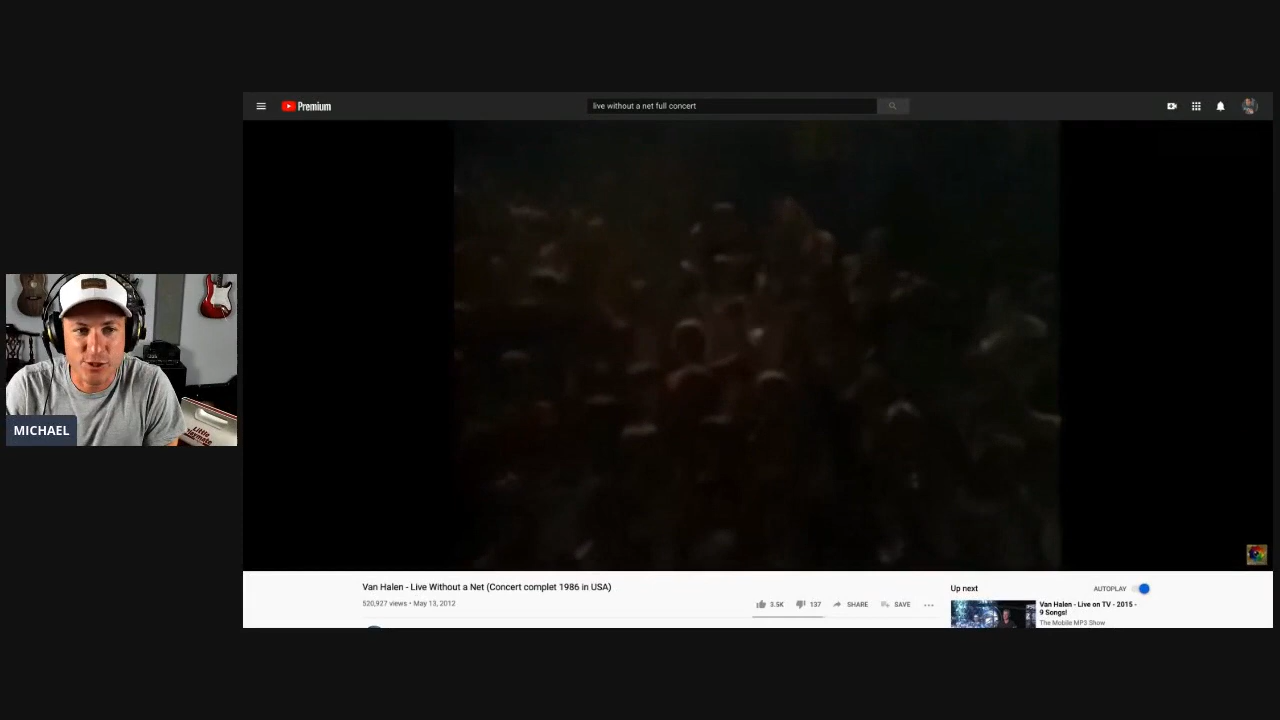 Premium
live without a net full concert
MICHAEL
Van Halen - Live Without a Net (Concert complet 1986 in USA)
520,927 views • May 13, 2012
3.5K
137
SHARE
SAVE
Up next
AUTOPLAY
Van Halen - Live on TV - 2015 -
9 Songs!
The Mobile MP3 Show